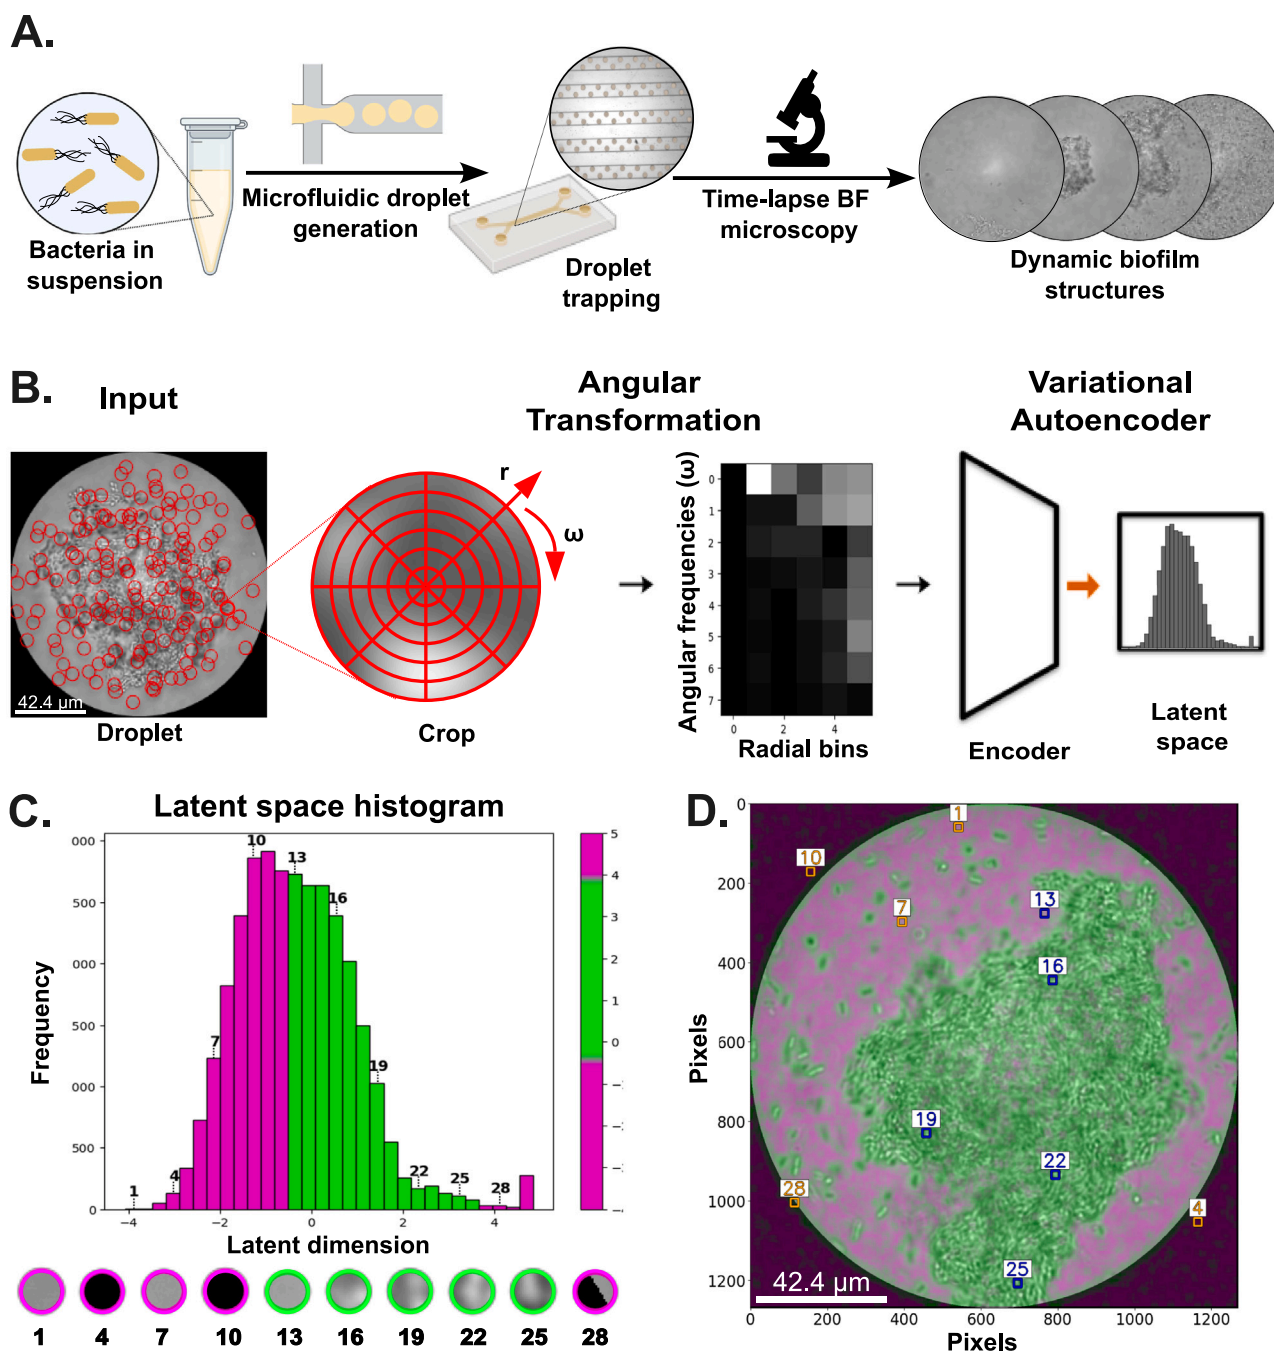 A.
Bacteria in
suspension
Microfluidic droplet
generation
Droplet
trapping
Time-lapse BF
microscopy
Dynamic biofilm
structures
B.
Input
Angular
Transformation
Variational
Autoencoder
42.4 µm
Droplet
r
ω
Crop
Angular frequencies (ω)
0
1
2
3
4
5
6
7
0 2 4
Radial bins
Encoder
Latent
space
C.
Latent space histogram
Frequency
000
500
000
500
000
500
0
1 4 7 10 13 16 19 22 25 28
−4 −2 0 2 4
Latent dimension
5
4
3
2
1
0
1 4 7 10 13 16 19 22 25 28
D.
Pixels
0
200
400
600
800
1000
1200
1
10
7
13
16
19
22
28
4
25
42.4 µm
0 200 400 600 800 1000 1200
Pixels